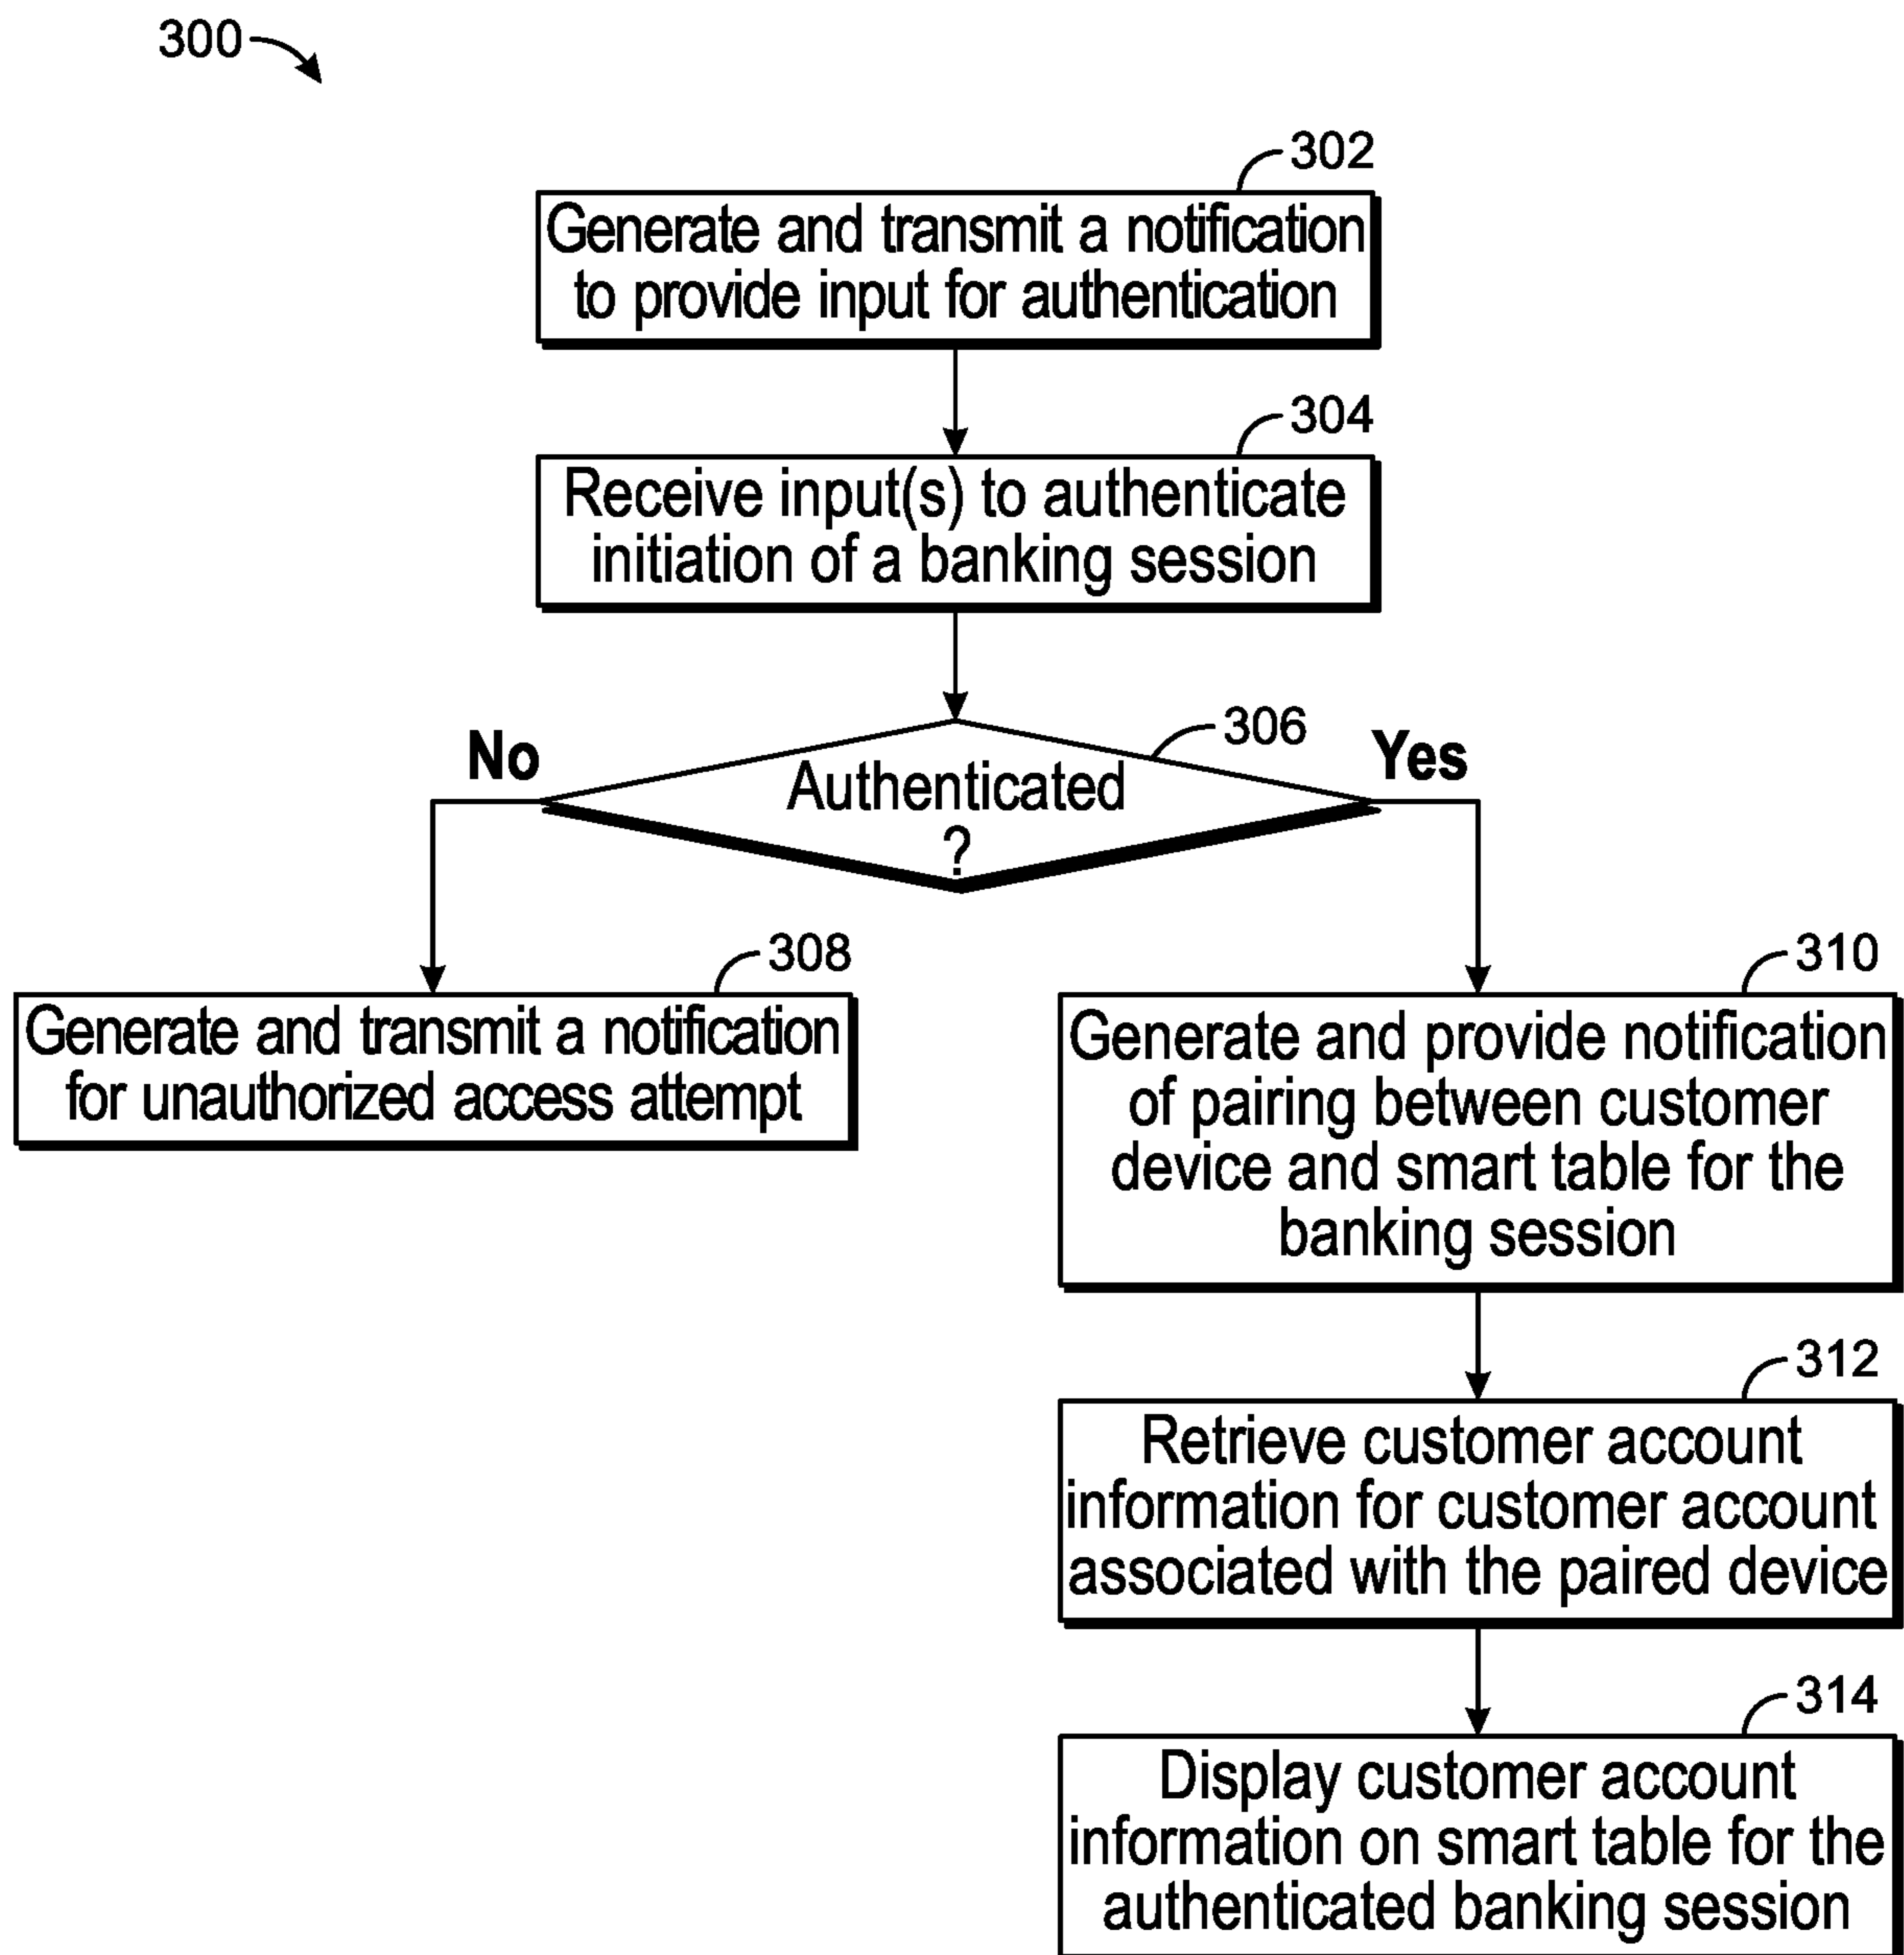 300
302
Generate and transmit a notification
to provide input for authentication
304
Receive input(s) to authenticate
initiation of a banking session
306
No
Yes
Authenticated
?
308
Generate and transmit a notification
for unauthorized access attempt
310
Generate and provide notification
of pairing between customer
device and smart table for the
banking session
312
Retrieve customer account
information for customer account
associated with the paired device
314
Display customer account
information on smart table for the
authenticated banking session